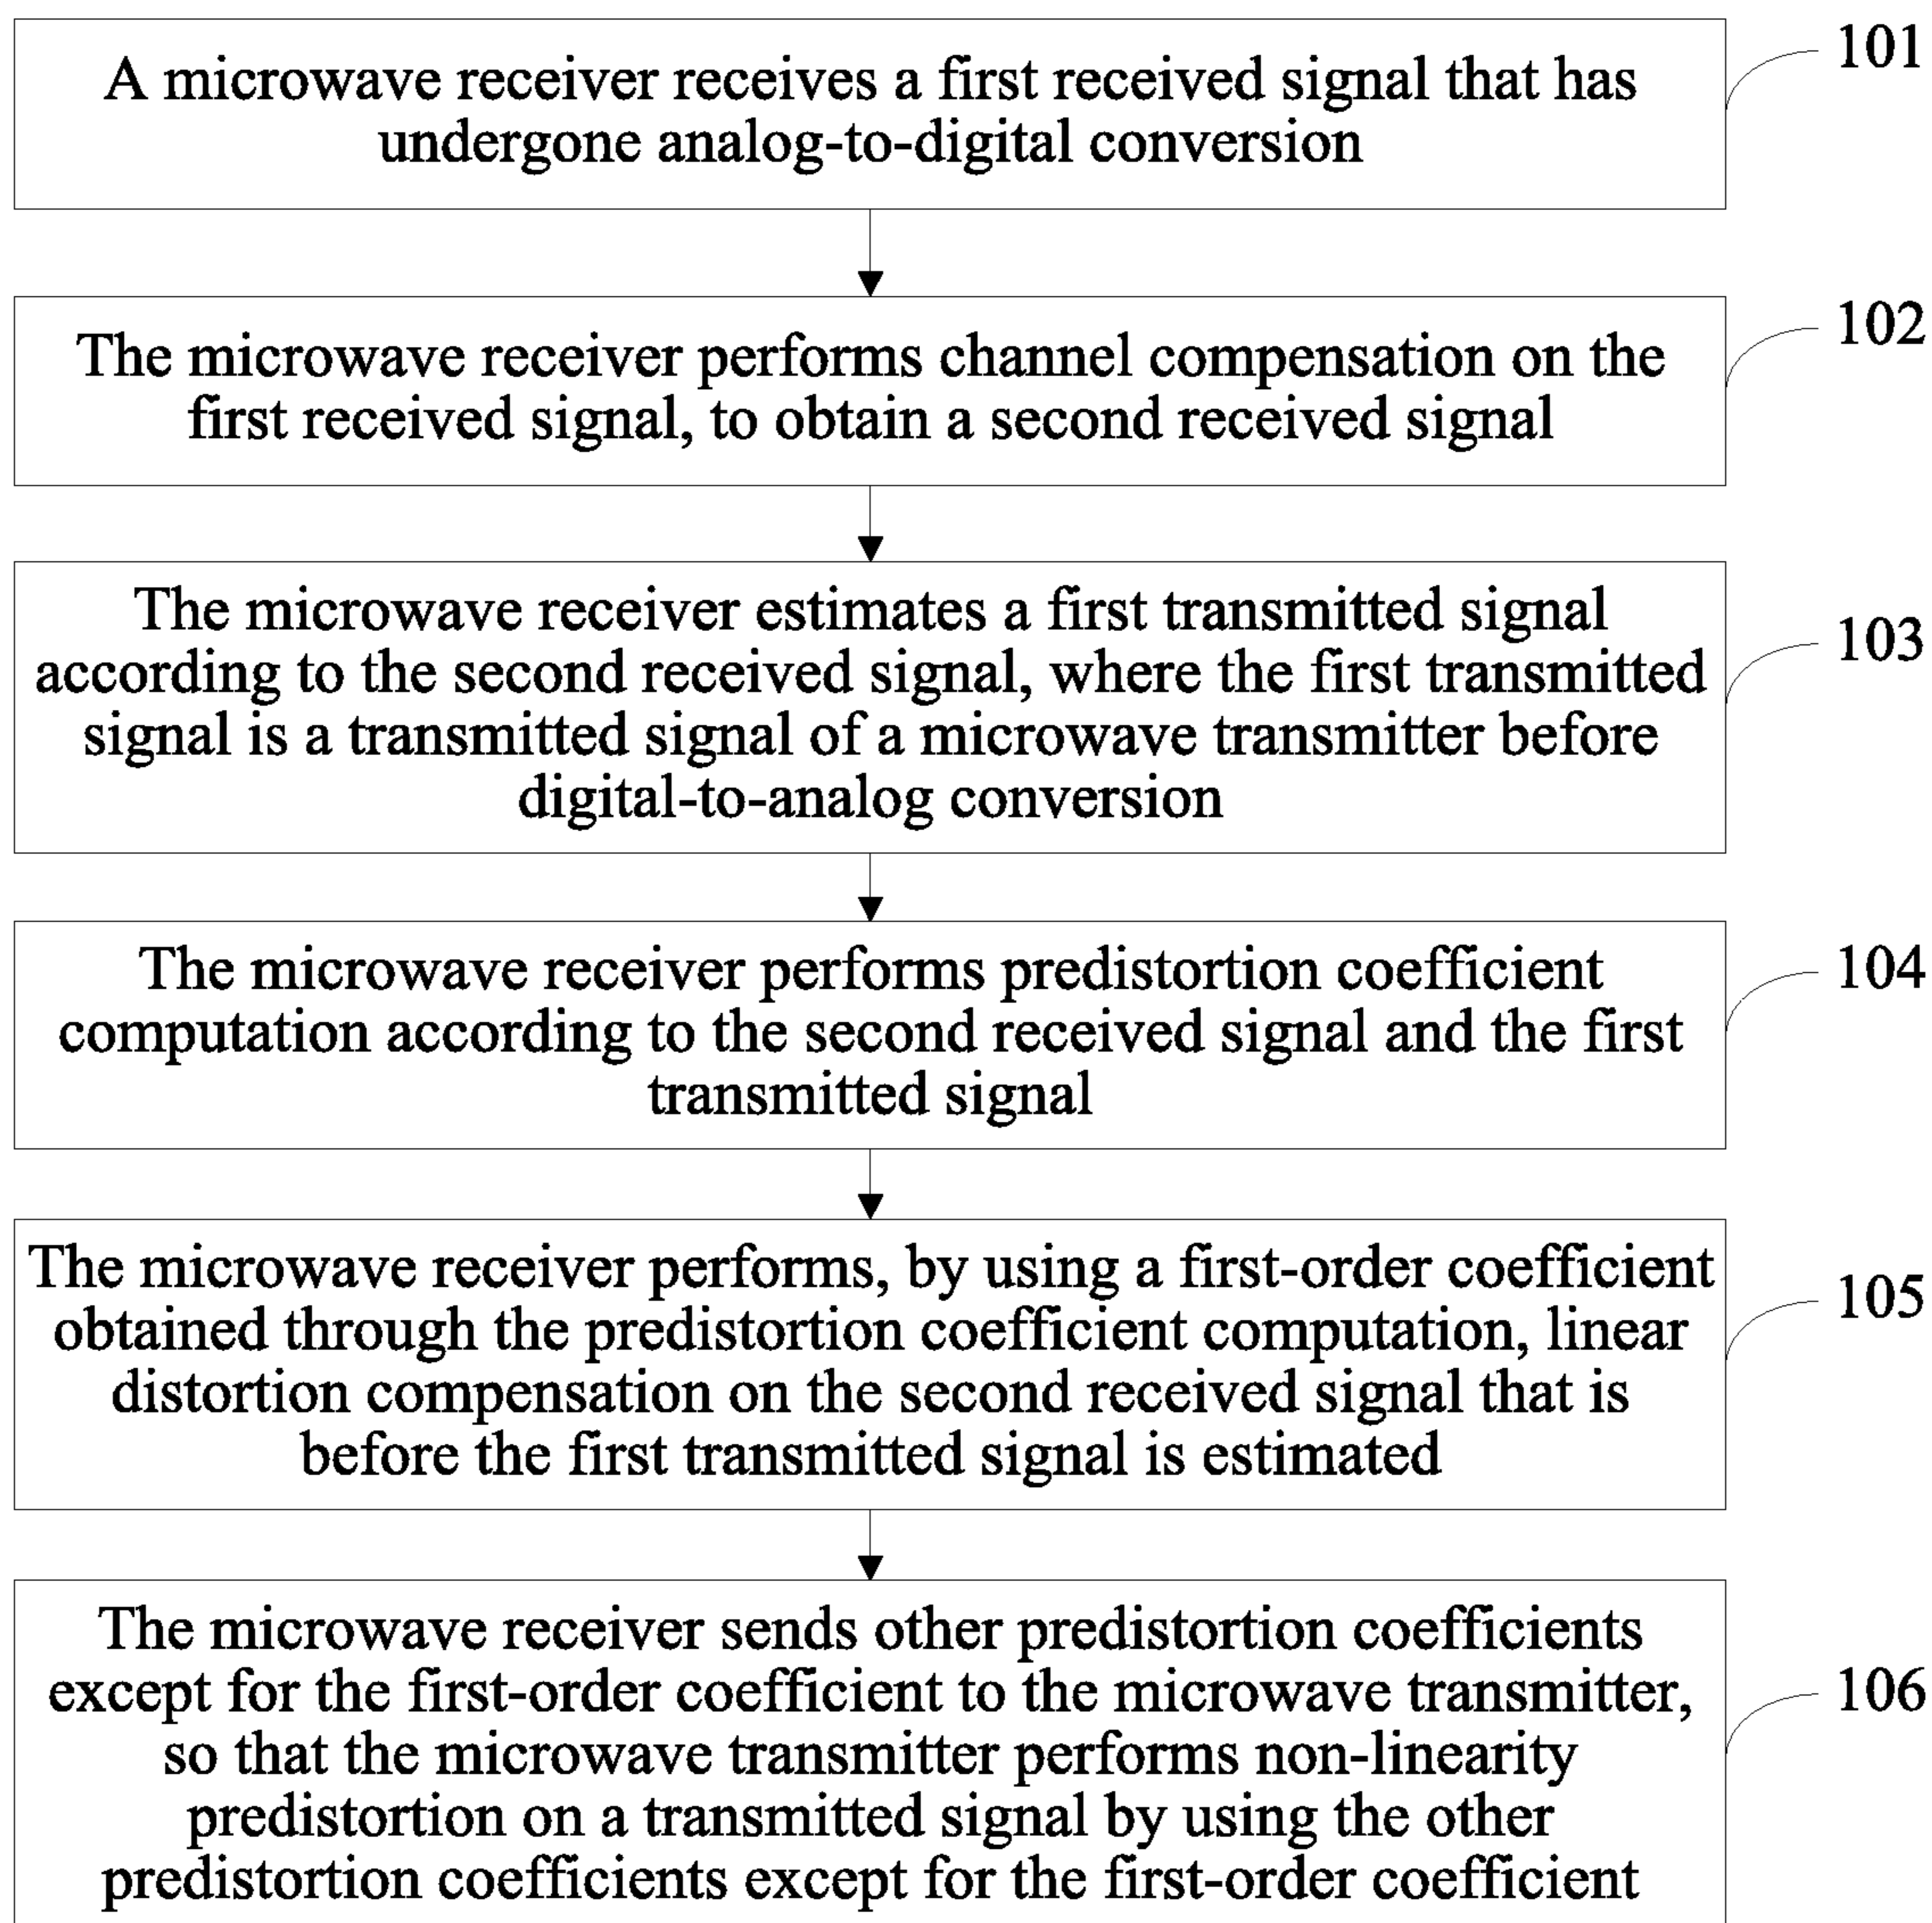 A microwave receiver receives a first received signal that has
undergone analog-to-digital conversion
101
The microwave receiver performs channel compensation on the
first received signal, to obtain a second received signal
102
The microwave receiver estimates a first transmitted signal
according to the second received signal, where the first transmitted
signal is a transmitted signal of a microwave transmitter before
digital-to-analog conversion
103
The microwave receiver performs predistortion coefficient
computation according to the second received signal and the first
transmitted signal
104
The microwave receiver performs, by using a first-order coefficient
obtained through the predistortion coefficient computation, linear
distortion compensation on the second received signal that is
before the first transmitted signal is estimated
105
The microwave receiver sends other predistortion coefficients
except for the first-order coefficient to the microwave transmitter,
so that the microwave transmitter performs non-linearity
predistortion on a transmitted signal by using the other
predistortion coefficients except for the first-order coefficient
106